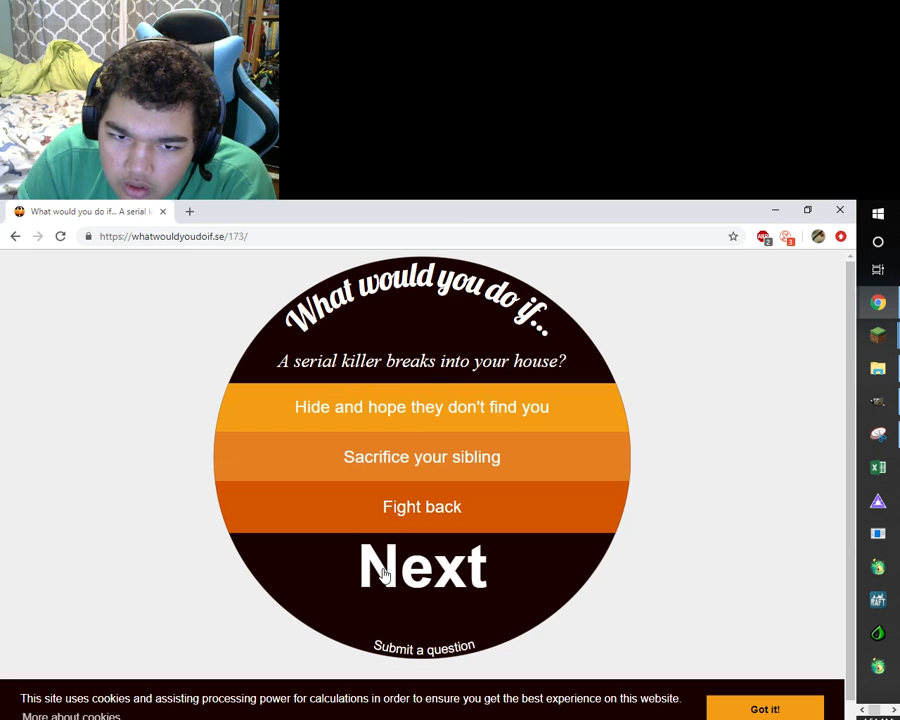 What would you do if... A serial k
https://whatwouldyoudoif.se/173/
2
3
What would you do if...
A serial killer breaks into your house?
Hide and hope they don't find you
Sacrifice your sibling
Fight back
Next
Submit a question
This site uses cookies and assisting processing power for calculations in order to ensure you get the best experience on this website.
More about cookies
Got it!